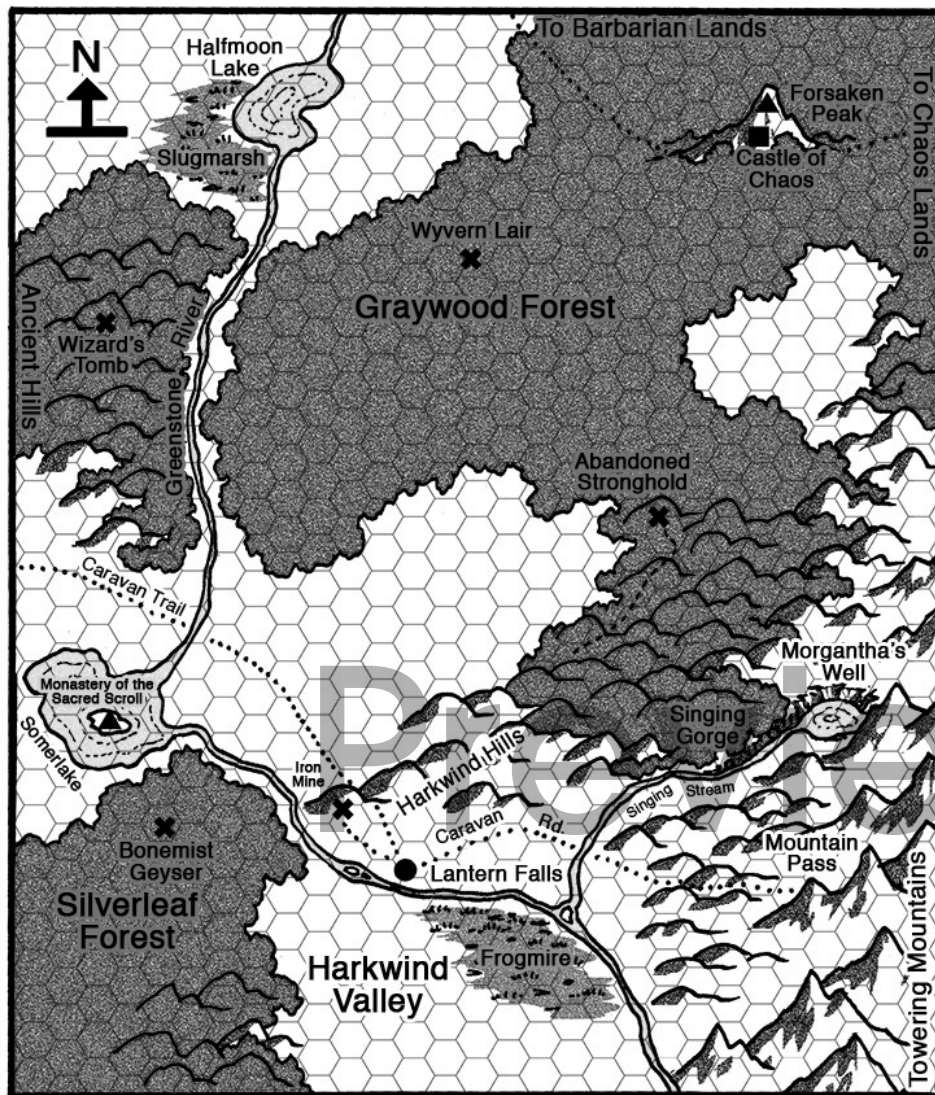 To Barbarian Lands
Halfmoon
Lake
N
Forsaken
Peak
To Chaos Lands
Slugmarsh
Castle of
Chaos
Wyvern Lair
Graywood Forest
Ancient Hills
Wizard's
Tomb
Greenstone River
Abandoned
Stronghold
Caravan Trail
Morgantha's
Well
Monastery of the
Sacred Scroll
Somerlake
Singing
Gorge
Harkwind Hills
Iron
Mine
Singing Stream
Caravan Rd.
Mountain
Pass
Bonemist
Geyser
Lantern Falls
Silverleaf
Forest
Frogmire
Harkwind
Valley
Towering Mountains
Previe